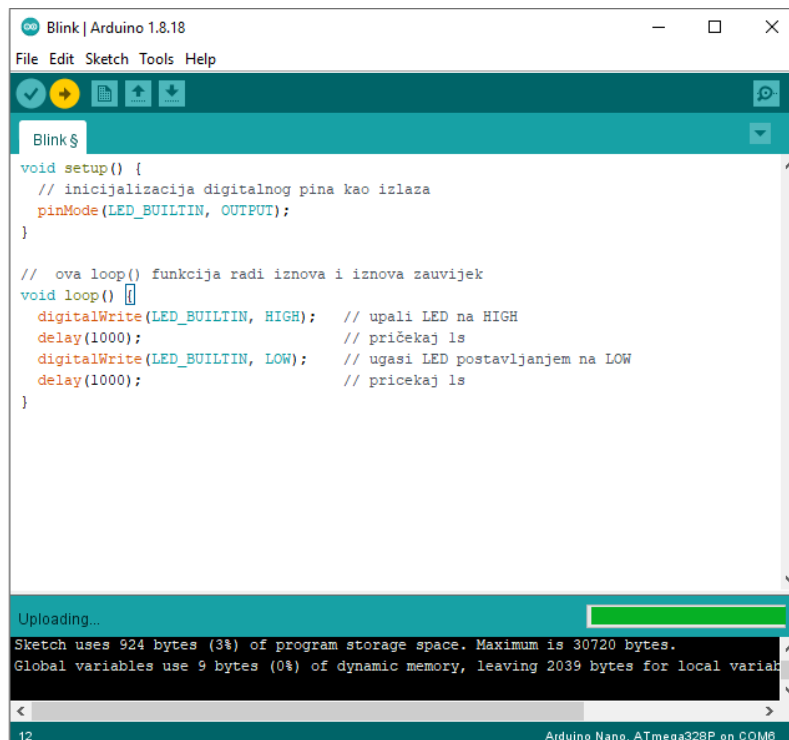 Blink | Arduino 1.8.18
File Edit Sketch Tools Help
Blink §
void setup() {
  // inicijalizacija digitalnog pina kao izlaza
  pinMode(LED_BUILTIN, OUTPUT);
}
//  ova loop() funkcija radi iznova i iznova zauvijek
void loop() {
  digitalWrite(LED_BUILTIN, HIGH);   // upali LED na HIGH
  delay(1000);                       // pričekaj 1s
  digitalWrite(LED_BUILTIN, LOW);    // ugasi LED postavljanjem na LOW
  delay(1000);                       // pricekaj 1s
}
Uploading...
Sketch uses 924 bytes (3%) of program storage space. Maximum is 30720 bytes.
Global variables use 9 bytes (0%) of dynamic memory, leaving 2039 bytes for local variab
12 Arduino Nano, ATmega328P on COM6